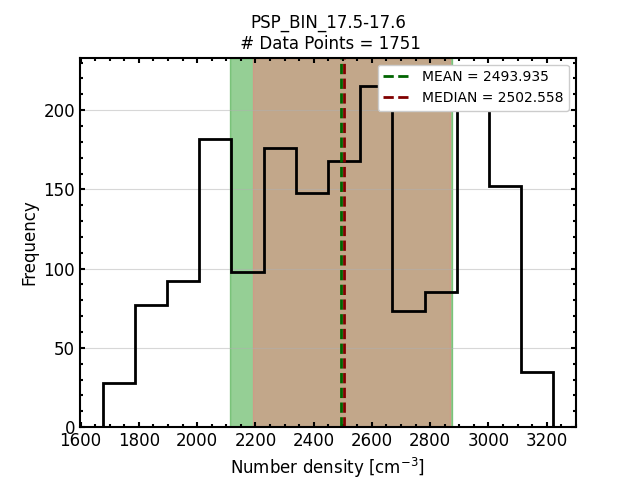 PSP_BIN_17.5-17.6
# Data Points = 1751
MEAN = 2493.935
MEDIAN = 2502.558
200
150
100
50
0
Frequency
1600 1800 2000 2200 2400 2600 2800 3000 3200
Number density [cm⁻³]